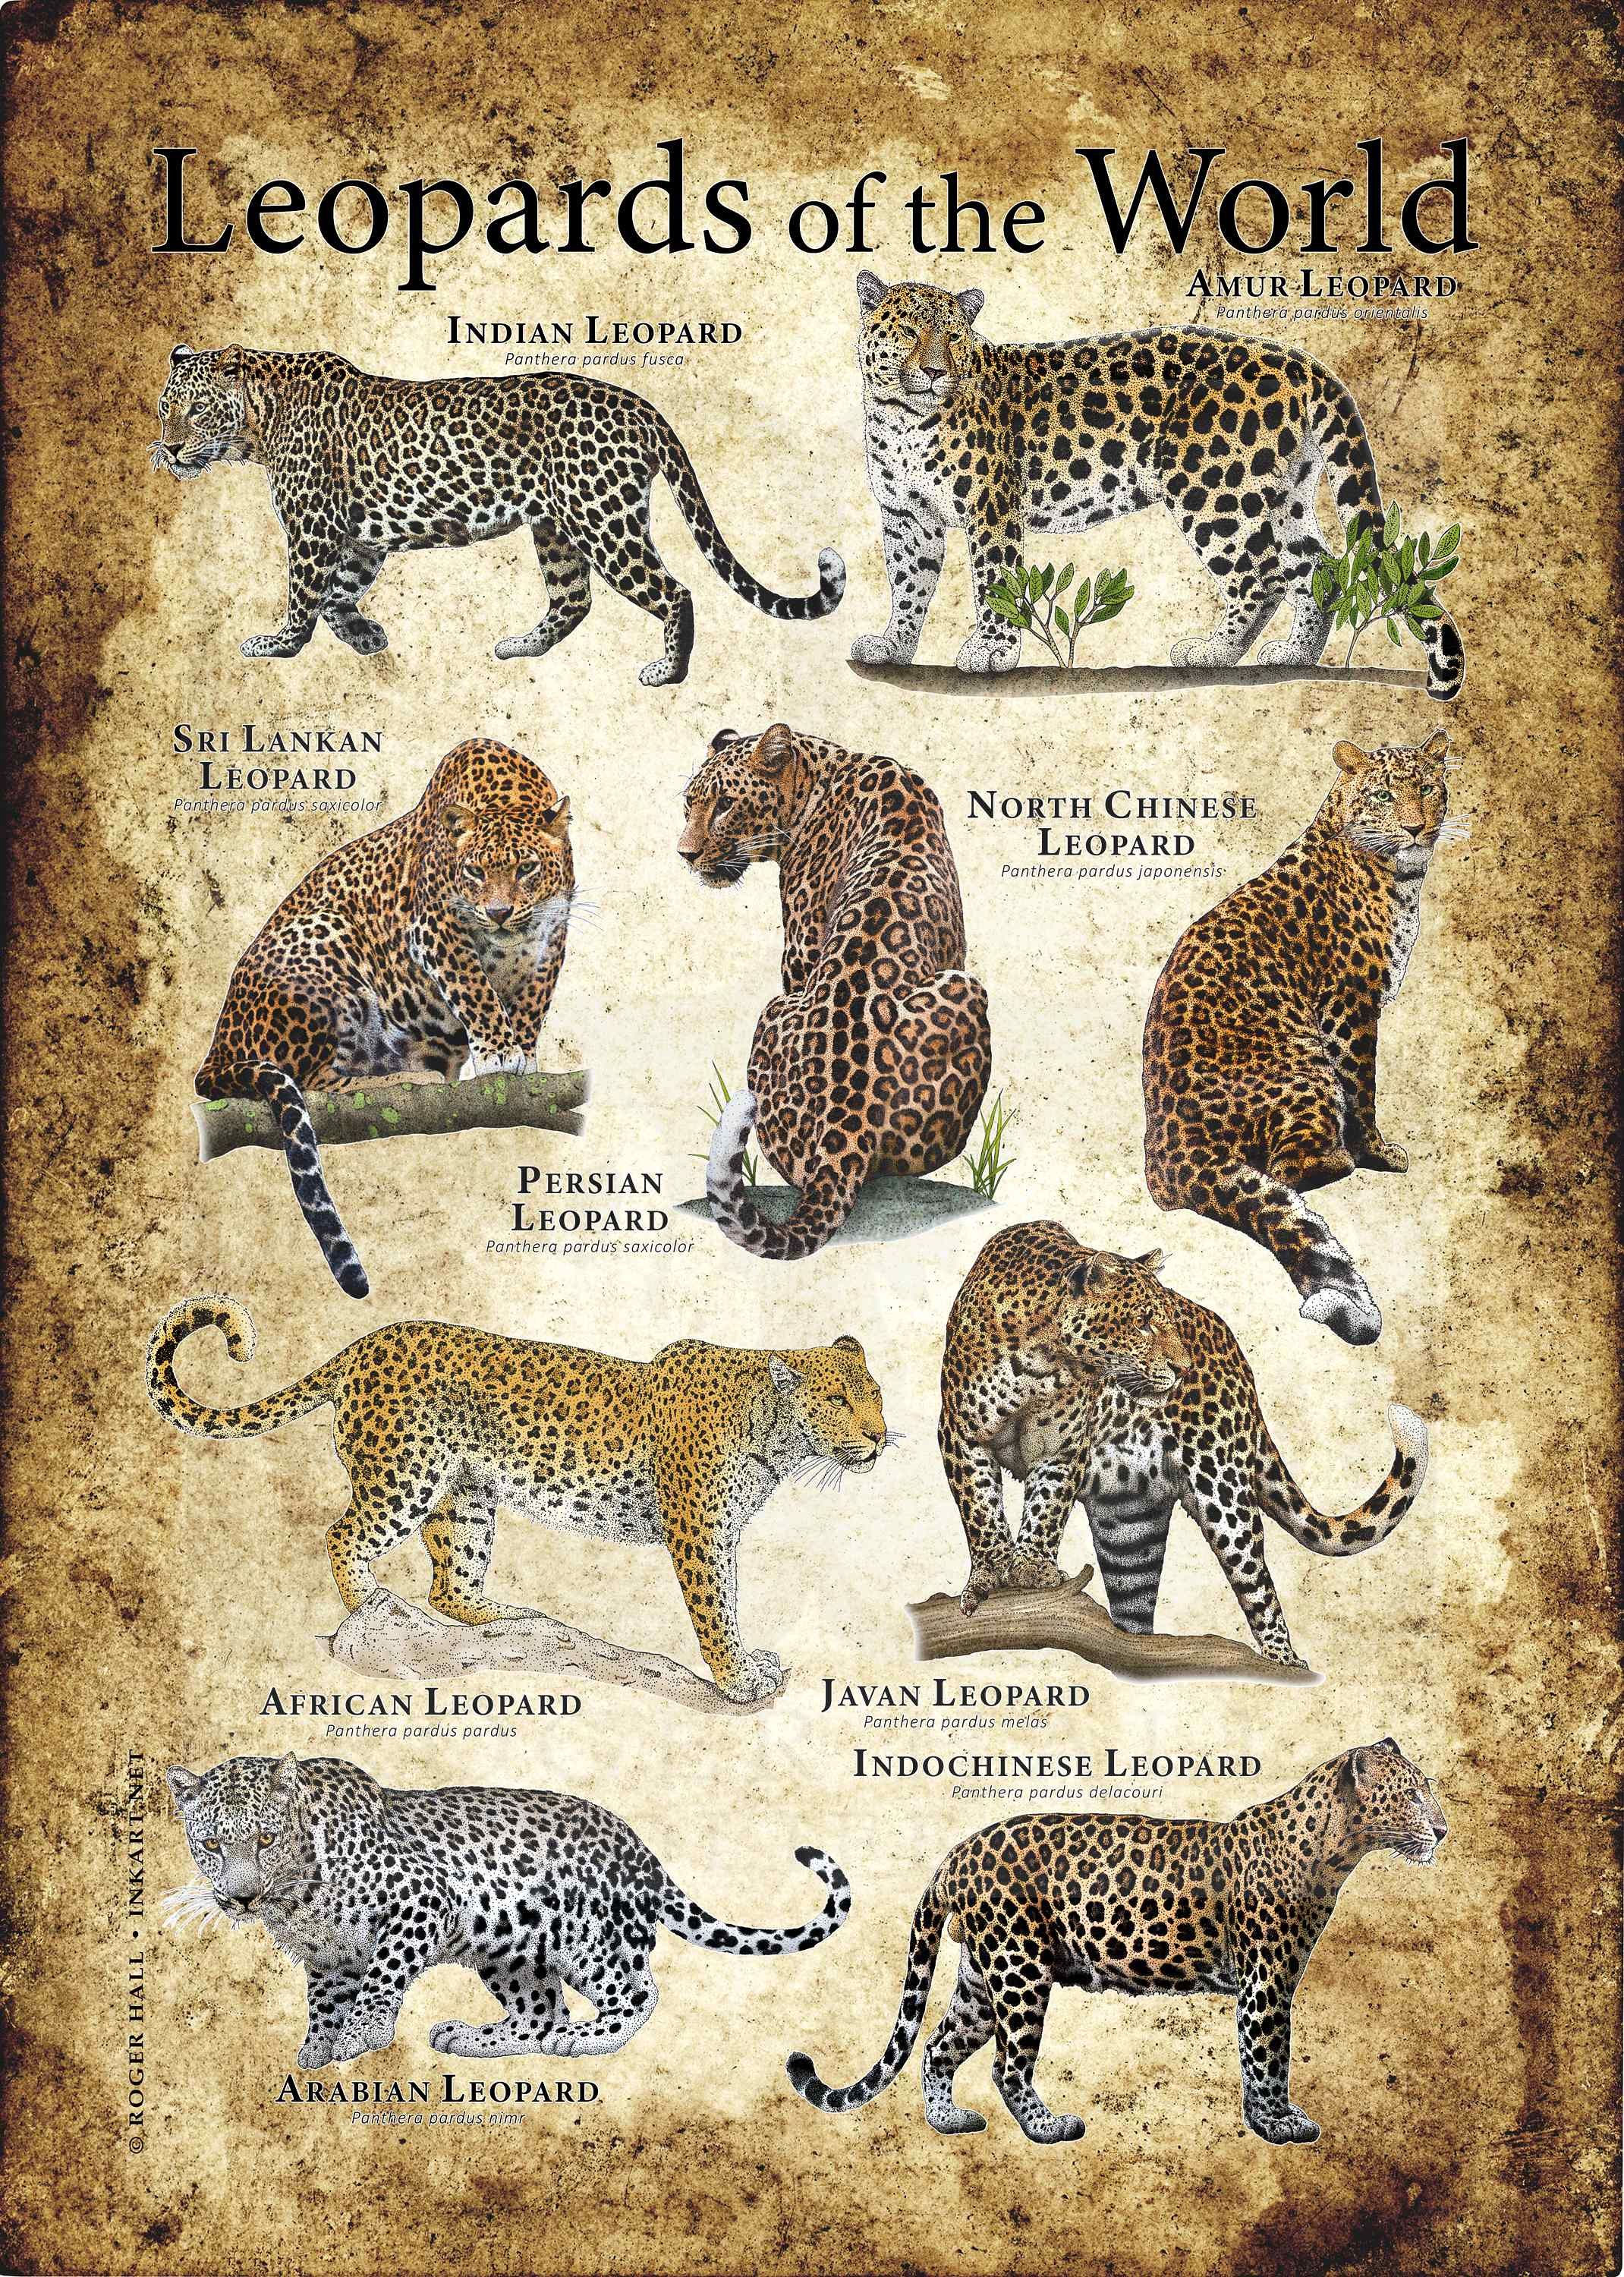 Leopards of the World
AMUR LEOPARD
Panthera pardus orientalis
INDIAN LEOPARD
Panthera pardus fusca
SRI LANKAN
LEOPARD
Panthera pardus saxicolor
NORTH CHINESE
LEOPARD
Panthera pardus japonensis
PERSIAN
LEOPARD
Panthera pardus saxicolor
AFRICAN LEOPARD
Panthera pardus pardus
JAVAN LEOPARD
Panthera pardus melas
INDOCHINESE LEOPARD
Panthera pardus delacouri
ARABIAN LEOPARD
Panthera pardus nimr
© ROGER HALL • INKART.NET